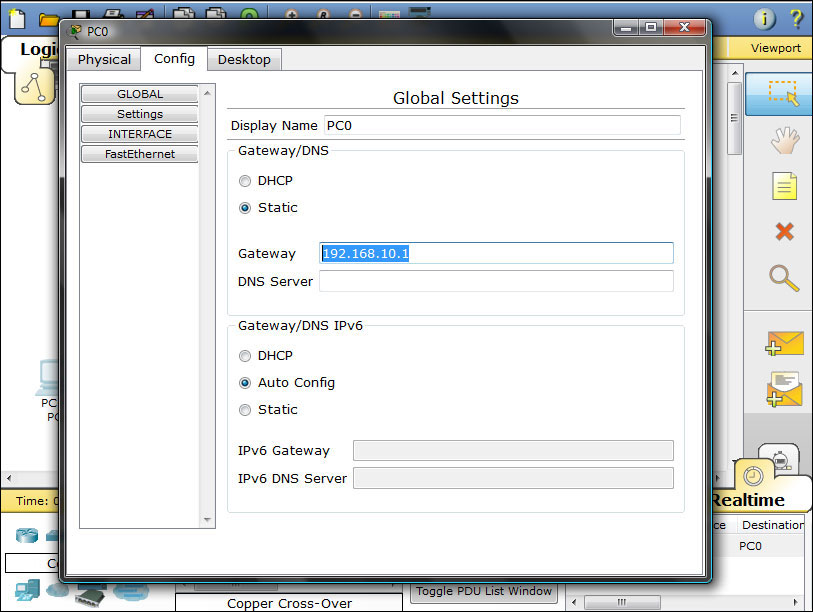 PC0
Logi
Viewport
Physical
Config
Desktop
GLOBAL
Settings
INTERFACE
FastEthernet
Global Settings
Display Name PC0
Gateway/DNS
DHCP
Static
Gateway 192.168.10.1
DNS Server
Gateway/DNS IPv6
DHCP
Auto Config
Static
IPv6 Gateway
IPv6 DNS Server
PC
PC
Time: 0
Realtime
ce Destination
PC0
Co
Toggle PDU List Window
Copper Cross-Over